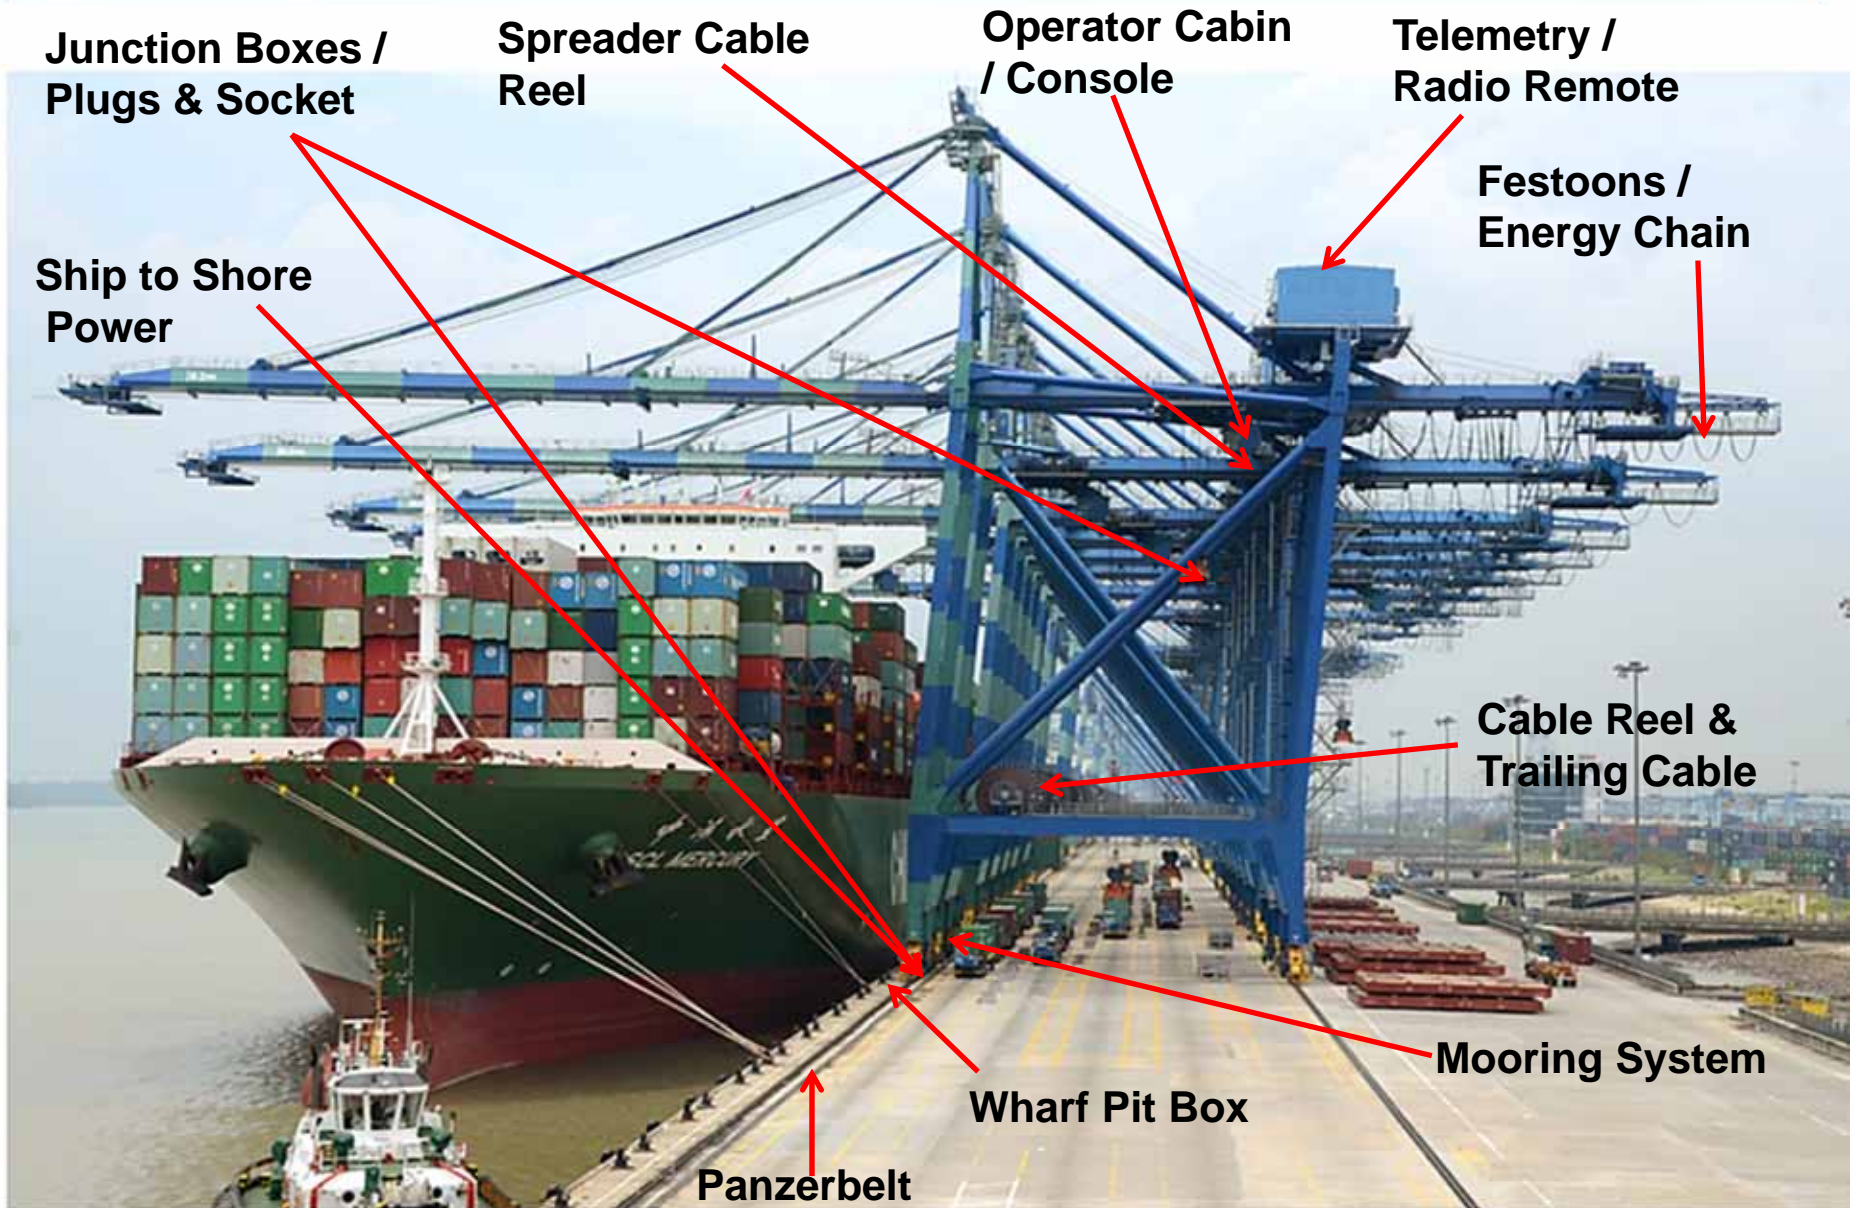 Junction Boxes /
Plugs & Socket
Spreader Cable
Reel
Operator Cabin
/ Console
Telemetry /
Radio Remote
Festoons /
Energy Chain
Ship to Shore
Power
Cable Reel &
Trailing Cable
Mooring System
Wharf Pit Box
Panzerbelt
MERCURY